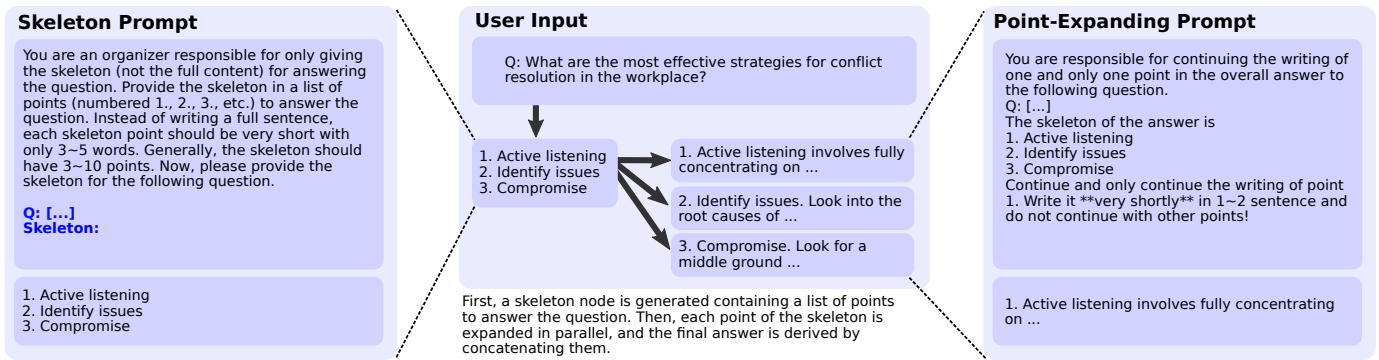 Skeleton Prompt
You are an organizer responsible for only giving
the skeleton (not the full content) for answering
the question. Provide the skeleton in a list of
points (numbered 1., 2., 3., etc.) to answer the
question. Instead of writing a full sentence,
each skeleton point should be very short with
only 3~5 words. Generally, the skeleton should
have 3~10 points. Now, please provide the
skeleton for the following question.
Q: [...]
Skeleton:
1. Active listening
2. Identify issues
3. Compromise
User Input
Q: What are the most effective strategies for conflict
resolution in the workplace?
1. Active listening
2. Identify issues
3. Compromise
1. Active listening involves fully
concentrating on ...
2. Identify issues. Look into the
root causes of ...
3. Compromise. Look for a
middle ground ...
First, a skeleton node is generated containing a list of points
to answer the question. Then, each point of the skeleton is
expanded in parallel, and the final answer is derived by
concatenating them.
Point-Expanding Prompt
You are responsible for continuing the writing of
one and only one point in the overall answer to
the following question.
Q: [...]
The skeleton of the answer is
1. Active listening
2. Identify issues
3. Compromise
Continue and only continue the writing of point
1. Write it **very shortly** in 1~2 sentence and
do not continue with other points!
1. Active listening involves fully concentrating
on ...